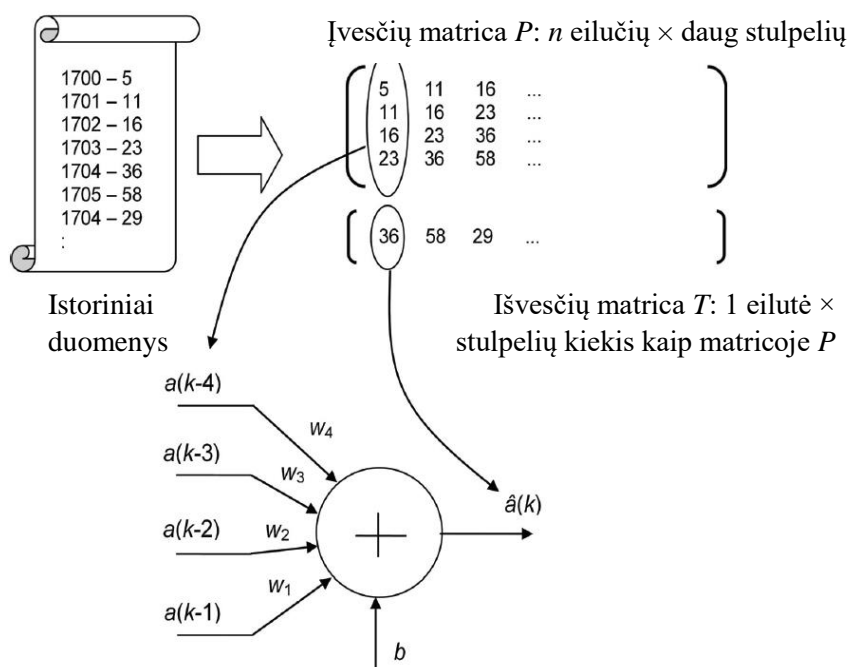 Įvesčių matrica P: n eilučių × daug stulpelių
1700 – 5
1701 – 11
1702 – 16
1703 – 23
1704 – 36
1705 – 58
1704 – 29
:
5 11 16 ...
11 16 23 ...
16 23 36 ...
23 36 58 ...
36 58 29 ...
Istoriniai
duomenys
Išvesčių matrica T: 1 eilutė ×
stulpelių kiekis kaip matricoje P
a(k-4)
w4
a(k-3)
w3
a(k-2)
w2
a(k-1)
w1
+
â(k)
b